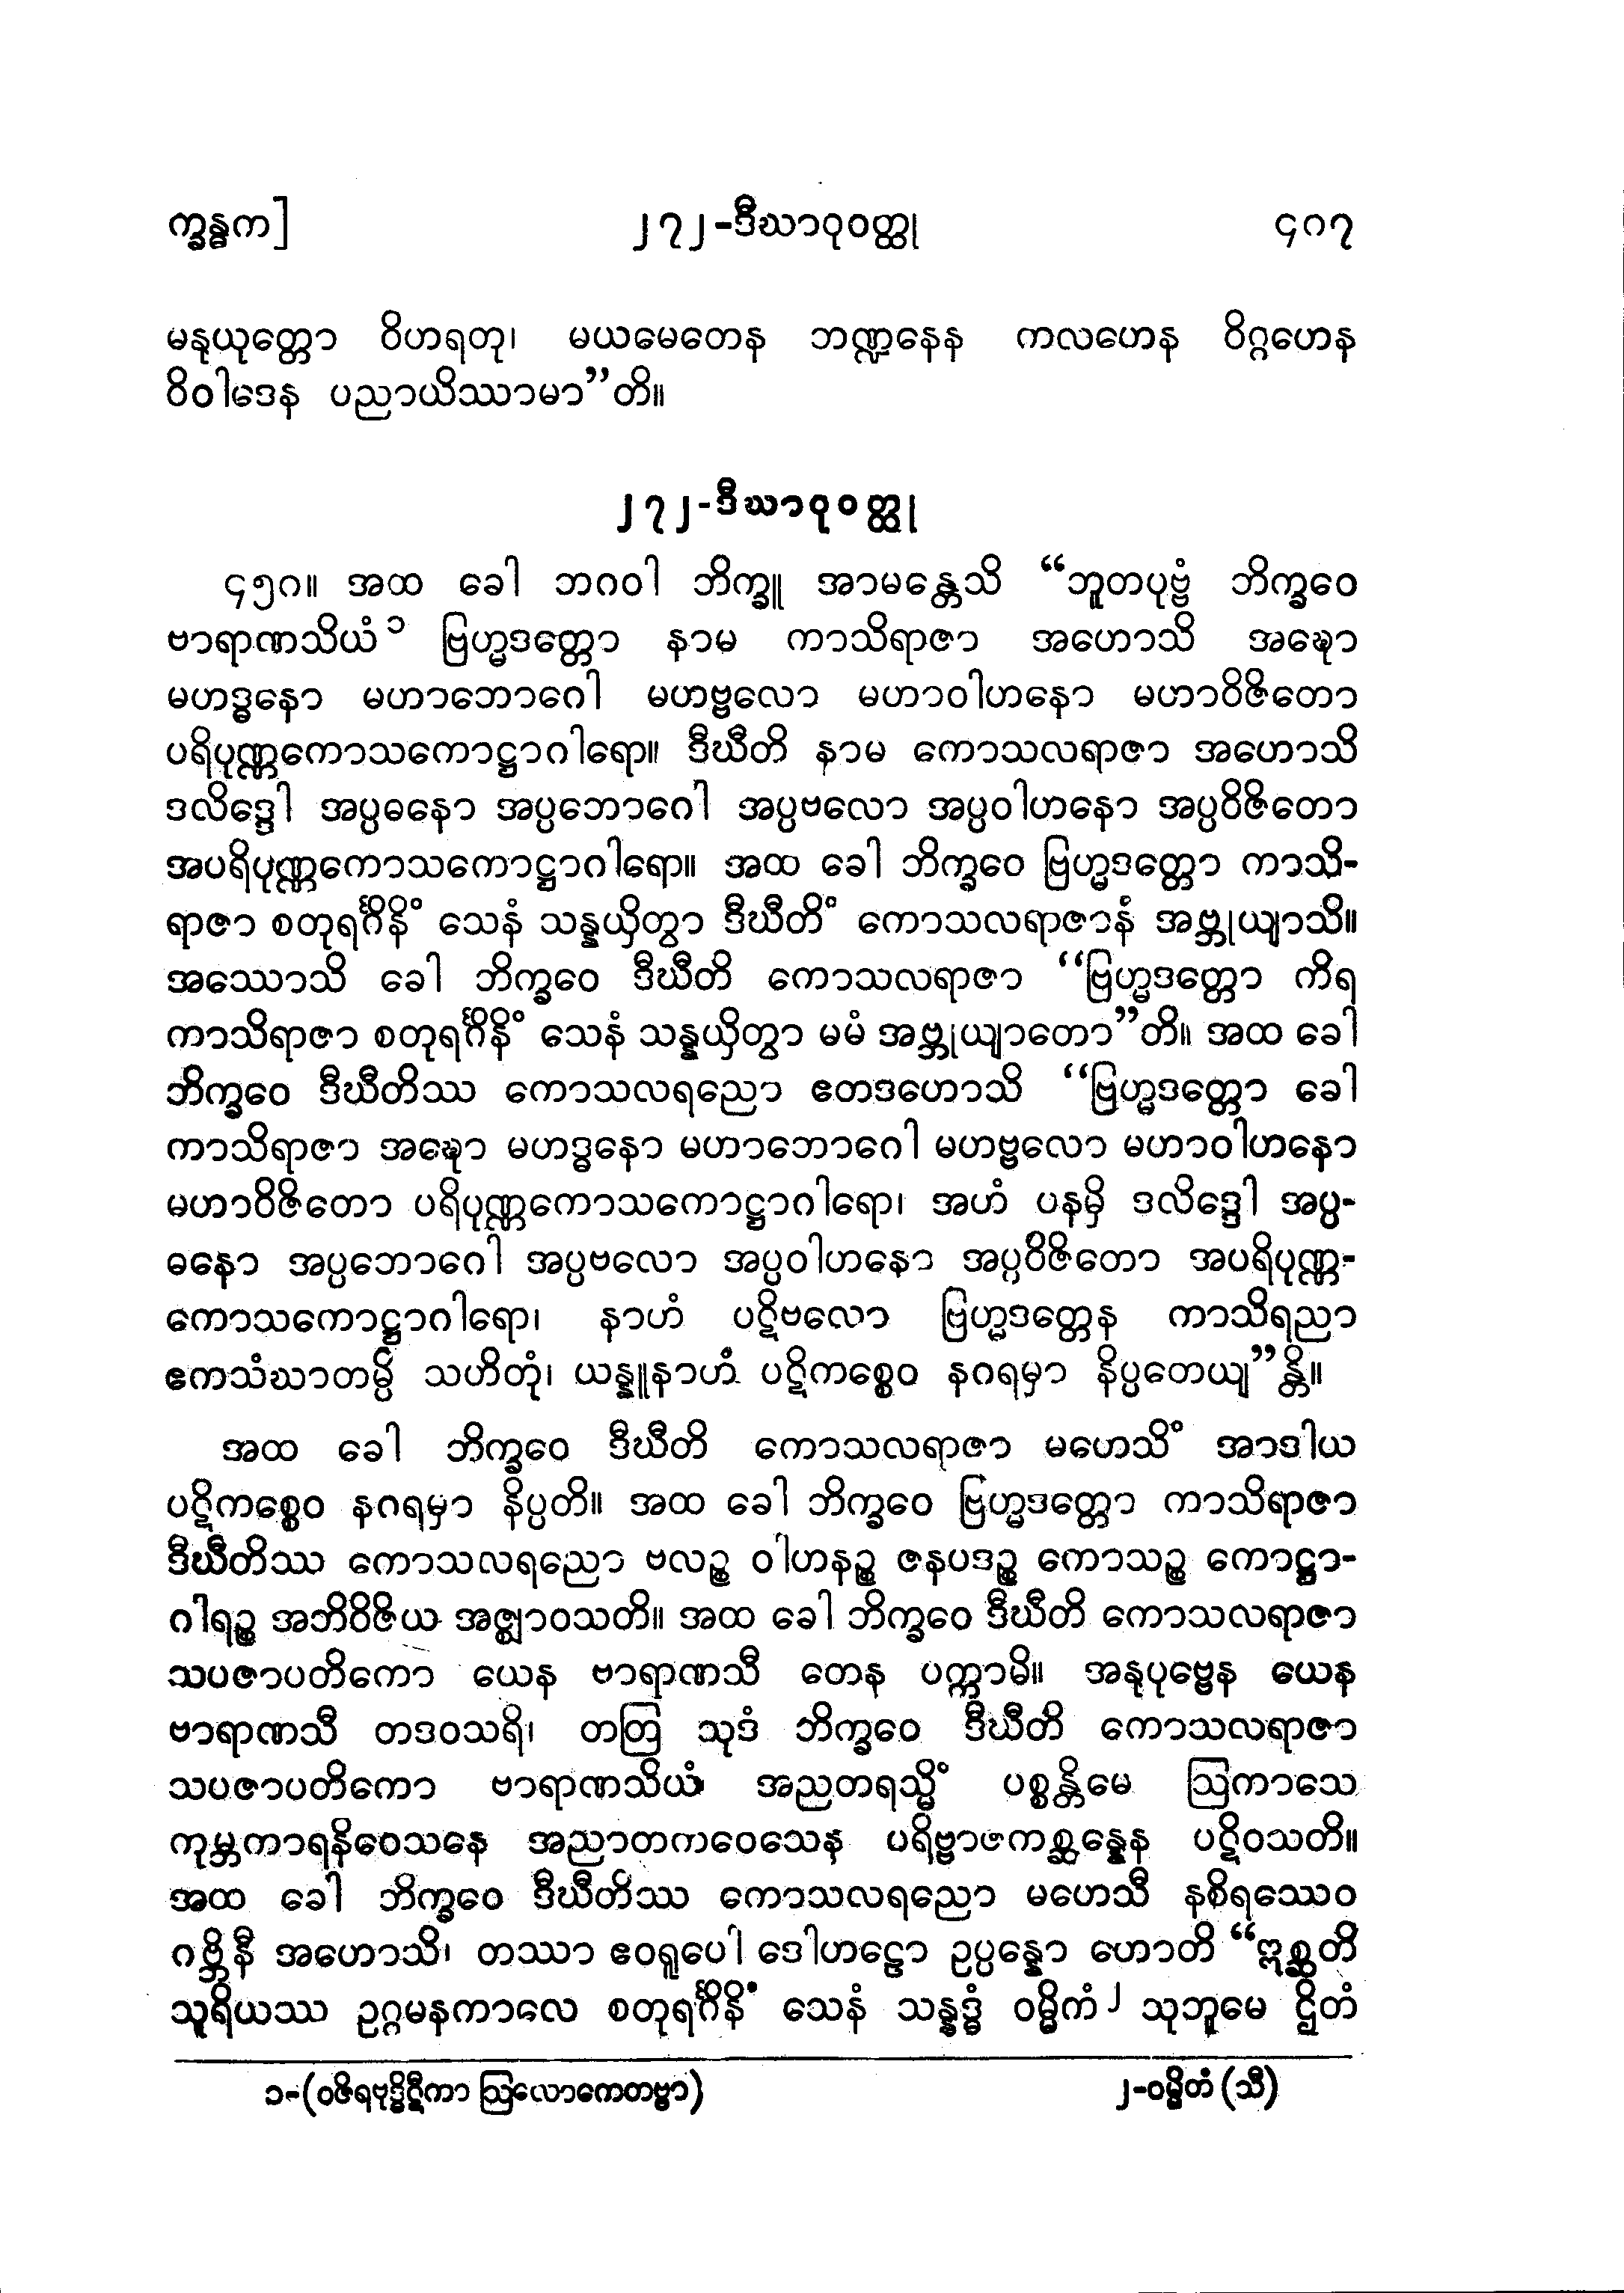 က္ခန္ဓက] ၂၇၂-ဒီဃာဝုဝတ္ထု ၄၀၇
မနုယုတ္တော ဝိဟရတု၊ မယမေတေန ဘဏ္ဍနေန ကလဟေန ဝိဂ္ဂဟေန
ဝိဝါဒေန ပညာယိဿာမာ”တိ။
၂၇၂-ဒီဃာဝုဝတ္ထု
၄၅၈။ အထ ခေါ ဘဂဝါ ဘိက္ခူ အာမန္တေသိ “ဘူတပုဗ္ဗံ ဘိက္ခဝေ
ဗာရာဏသိယံ၁ ဗြဟ္မဒတ္တော နာမ ကာသိရာဇာ အဟောသိ အဍ္ဎော
မဟဒ္ဓနော မဟာဘောဂေါ မဟဗ္ဗလော မဟာဝါဟနော မဟာဝိဇိတော
ပရိပုဏ္ဏကောသကောဋ္ဌာဂါရော။ ဒီဃီတိ နာမ ကောသလရာဇာ အဟောသိ
ဒလိဒ္ဒေါ အပ္ပဓနော အပ္ပဘောဂေါ အပ္ပဗလော အပ္ပဝါဟနော အပ္ပဝိဇိတော
အပရိပုဏ္ဏကောသကောဋ္ဌာဂါရော။ အထ ခေါ ဘိက္ခဝေ ဗြဟ္မဒတ္တော ကာသိ-
ရာဇာ စတုရင်္ဂိနိံ သေနံ သန္နယှိတွာ ဒီဃီတိံ ကောသလရာဇာနံ အဗ္ဘုယျာသိ။
အဿောသိ ခေါ ဘိက္ခဝေ ဒီဃီတိ ကောသလရာဇာ “ဗြဟ္မဒတ္တော ကိရ
ကာသိရာဇာ စတုရင်္ဂိနိံ သေနံ သန္နယှိတွာ မမံ အဗ္ဘုယျာတော”တိ။ အထ ခေါ
ဘိက္ခဝေ ဒီဃီတိဿ ကောသလရညော ဧတဒဟောသိ “ဗြဟ္မဒတ္တော ခေါ
ကာသိရာဇာ အဍ္ဎော မဟဒ္ဓနော မဟာဘောဂေါ မဟဗ္ဗလော မဟာဝါဟနော
မဟာဝိဇိတော ပရိပုဏ္ဏကောသကောဋ္ဌာဂါရော၊ အဟံ ပနမှိ ဒလိဒ္ဒေါ အပ္ပ-
ဓနော အပ္ပဘောဂေါ အပ္ပဗလော အပ္ပဝါဟနော အပ္ပဝိဇိတော အပရိပုဏ္ဏ-
ကောသကောဋ္ဌာဂါရော၊ နာဟံ ပဋိဗလော ဗြဟ္မဒတ္တေန ကာသိရညာ
ဧကသံဃာတမ္ပိ သဟိတုံ၊ ယန္နူနာဟံ ပဋိကစ္စေဝ နဂရမှာ နိပ္ပတေယျ”န္တိ။
အထ ခေါ ဘိက္ခဝေ ဒီဃီတိ ကောသလရာဇာ မဟေသိံ အာဒါယ
ပဋိကစ္စေဝ နဂရမှာ နိပ္ပတိ။ အထ ခေါ ဘိက္ခဝေ ဗြဟ္မဒတ္တော ကာသိရာဇာ
ဒီဃီတိဿ ကောသလရညော ဗလဉ္စ ဝါဟနဉ္စ ဇနပဒဉ္စ ကောသဉ္စ ကောဋ္ဌာ-
ဂါရဉ္စ အဘိဝိဇိယ အဇ္ဈာဝသတိ။ အထ ခေါ ဘိက္ခဝေ ဒီဃီတိ ကောသလရာဇာ
သပဇာပတိကော ယေန ဗာရာဏသီ တေန ပက္ကာမိ။ အနုပုဗ္ဗေန ယေန
ဗာရာဏသီ တဒဝသရိ၊ တတြ သုဒံ ဘိက္ခဝေ ဒီဃီတိ ကောသလရာဇာ
သပဇာပတိကော ဗာရာဏသိယံ အညတရသ္မိံ ပစ္စန္တိမေ ဩကာသေ
ကုမ္ဘကာရနိဝေသနေ အညာတကဝေသေန ပရိဗ္ဗာဇကစ္ဆန္နေန ပဋိဝသတိ။
အထ ခေါ ဘိက္ခဝေ ဒီဃီတိဿ ကောသလရညော မဟေသီ နစိရဿေဝ
ဂဗ္ဘိနီ အဟောသိ၊ တဿာ ဧဝရူပေါ ဒေါဟဠော ဥပ္ပန္နော ဟောတိ “ဣစ္ဆတိ
သူရိယဿ ဥဂ္ဂမနကာလေ စတုရင်္ဂိနိံ သေနံ သန္နဒ္ဓံ ဝမ္မိကံ၂ သုဘူမေ ဌိတံ
၁-(ဝဇိရဗုဒ္ဓိဋီကာ ဩလောကေတဗ္ဗာ) ၂-ဝမ္မိတံ (သီ)